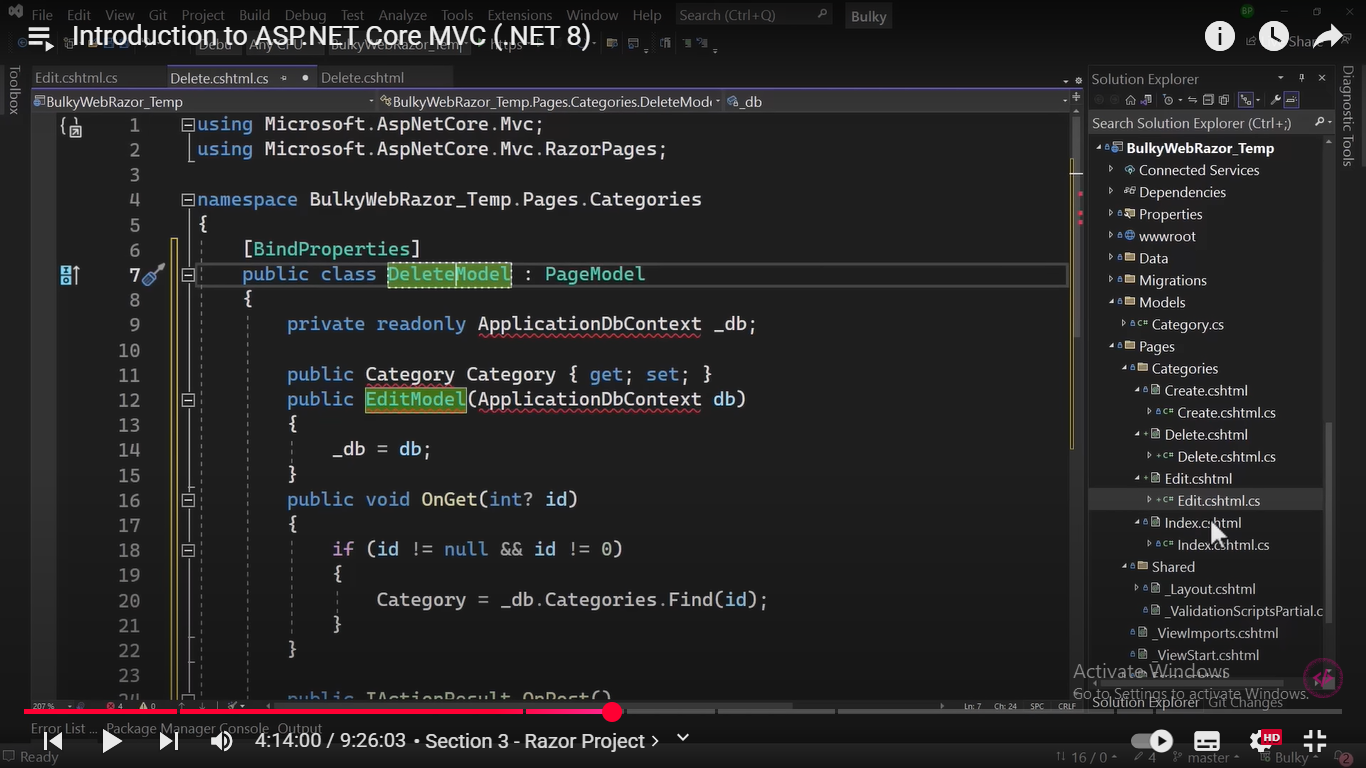 File Edit View Git Project Build Debug Test Analyze Tools Extensions Window Help Search (Ctrl+Q) Bulky
Introduction to ASP.NET Core MVC (.NET 8)
Share
Toolbox
Edit.cshtml.cs Delete.cshtml.cs Delete.cshtml
BulkyWebRazor_Temp BulkyWebRazor_Temp.Pages.Categories.DeleteMod _db
1 using Microsoft.AspNetCore.Mvc;
2 using Microsoft.AspNetCore.Mvc.RazorPages;
3
4 namespace BulkyWebRazor_Temp.Pages.Categories
5 {
6 [BindProperties]
7 public class DeleteModel : PageModel
8 {
9 private readonly ApplicationDbContext _db;
10
11 public Category Category { get; set; }
12 public EditModel(ApplicationDbContext db)
13 {
14 _db = db;
15 }
16 public void OnGet(int? id)
17 {
18 if (id != null && id != 0)
19 {
20 Category = _db.Categories.Find(id);
21 }
22 }
23
24 public IActionResult OnPost()
207 % 4 0 Ln: 7 Ch: 24 SPC CRLF
Solution Explorer
Search Solution Explorer (Ctrl+;)
BulkyWebRazor_Temp
Connected Services
Dependencies
Properties
wwwroot
Data
Migrations
Models
Category.cs
Pages
Categories
Create.cshtml
Create.cshtml.cs
Delete.cshtml
Delete.cshtml.cs
Edit.cshtml
Edit.cshtml.cs
Index.cshtml
Index.cshtml.cs
Shared
_Layout.cshtml
_ValidationScriptsPartial.c
_ViewImports.cshtml
_ViewStart.cshtml
Solution Explorer Git Changes
Diagnostic Tools
Activate Windows
Go to Settings to activate Windows.
Error List ... Package Manager Console Output
4:14:00 / 9:26:03 • Section 3 - Razor Project
HD
Ready 16 / 0 4 master Bulky 2